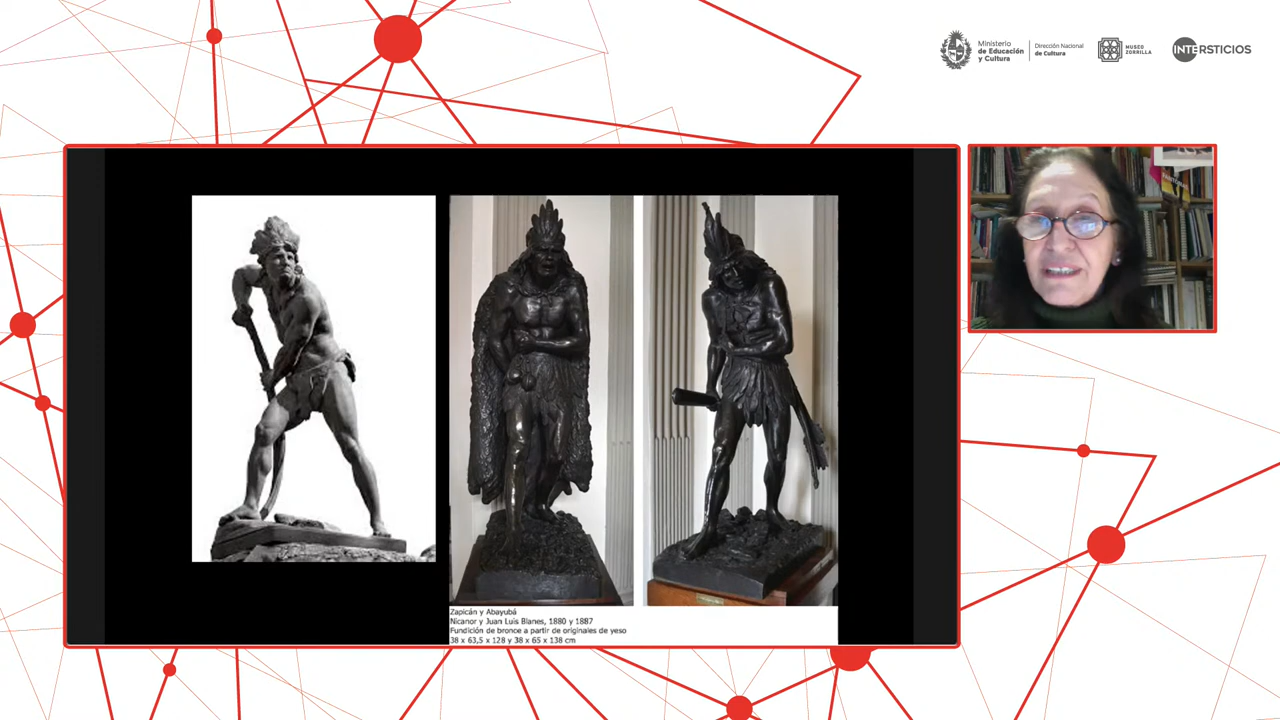 Ministerio
de Educación
y Cultura
Dirección Nacional
de Cultura
MUSEO
ZORRILLA
INTERSTICIOS
Zapicán y Abayubá
Nicanor y Juan Luis Blanes, 1880 y 1887
Fundición de bronce a partir de originales de yeso
38 x 63,5 x 128 y 38 x 65 x 138 cm